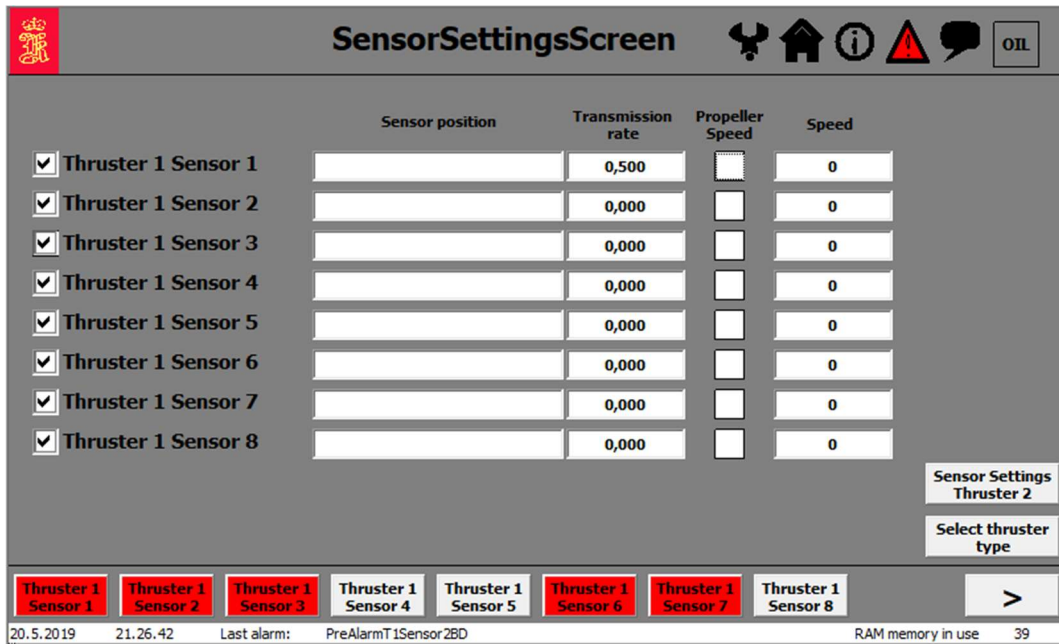 SensorSettingsScreen
OIL
Sensor position
Transmission
rate
Propeller
Speed
Speed
Thruster 1 Sensor 1 0,500 0
Thruster 1 Sensor 2 0,000 0
Thruster 1 Sensor 3 0,000 0
Thruster 1 Sensor 4 0,000 0
Thruster 1 Sensor 5 0,000 0
Thruster 1 Sensor 6 0,000 0
Thruster 1 Sensor 7 0,000 0
Thruster 1 Sensor 8 0,000 0
Sensor Settings
Thruster 2
Select thruster
type
Thruster 1
Sensor 1
Thruster 1
Sensor 2
Thruster 1
Sensor 3
Thruster 1
Sensor 4
Thruster 1
Sensor 5
Thruster 1
Sensor 6
Thruster 1
Sensor 7
Thruster 1
Sensor 8
>
20.5.2019 21.26.42 Last alarm: PreAlarmT1Sensor2BD RAM memory in use 39